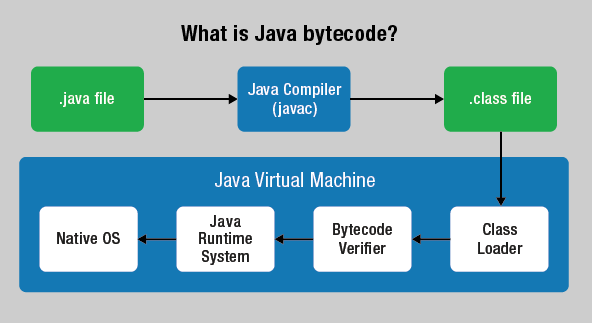 What is Java bytecode?
.java file
Java Compiler
(javac)
.class file
Java Virtual Machine
Native OS
Java
Runtime
System
Bytecode
Verifier
Class
Loader